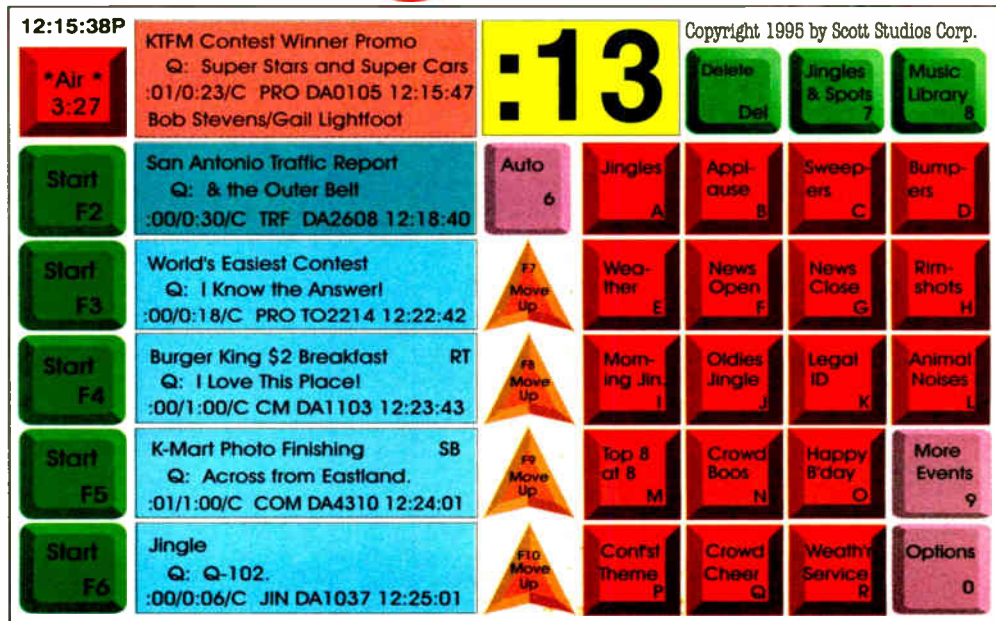 12:15:38P
*Air *
3:27
KTFM Contest Winner Promo
Q: Super Stars and Super Cars
:01/0:23/C PRO DA0105 12:15:47
Bob Stevens/Gail Lightfoot
:13
Copyright 1995 by Scott Studios Corp.
Delete
Del
Jingles
& Spots
7
Music
Library
8
Start
F2
San Antonio Traffic Report
Q: & the Outer Belt
:00/0:30/C TRF DA2608 12:18:40
Auto
6
Jingles
A
Appl-
ause
B
Sweep-
ers
C
Bump-
ers
D
Start
F3
World's Easiest Contest
Q: I Know the Answer!
:00/0:18/C PRO TO2214 12:22:42
F7
Move
Up
Wea-
ther
E
News
Open
F
News
Close
G
Rim-
shots
H
Start
F4
Burger King $2 Breakfast RT
Q: I Love This Place!
:00/1:00/C CM DA1103 12:23:43
F8
Move
Up
Morn-
ing Jin.
I
Oldies
Jingle
J
Legal
ID
K
Animal
Noises
L
Start
F5
K-Mart Photo Finishing SB
Q: Across from Eastland.
:01/1:00/C COM DA4310 12:24:01
F9
Move
Up
Top 8
at 8
M
Crowd
Boos
N
Happy
B'day
O
More
Events
9
Start
F6
Jingle
Q: Q-102.
:00/0:06/C JIN DA1037 12:25:01
F10
Move
Up
Cont'st
Theme
P
Crowd
Cheer
Q
Weath'r
Service
R
Options
0